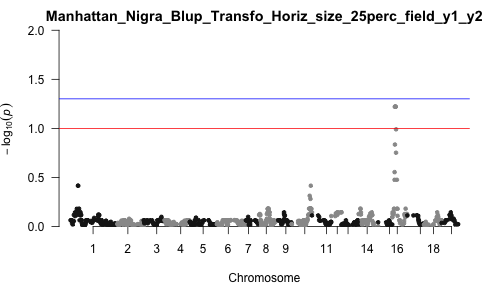 Manhattan_Nigra_Blup_Transfo_Horiz_size_25perc_field_y1_y2
2.0
1.5
1.0
0.5
0.0
− log10(p)
1 2 3 4 5 6 7 8 9 11 14 16 18
Chromosome